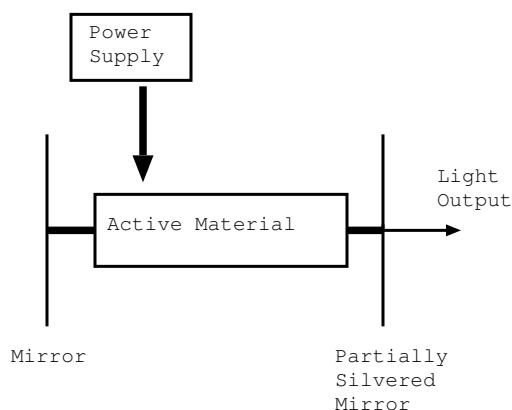 Power
Supply
Light
Output
Active Material
Mirror
Partially
Silvered
Mirror